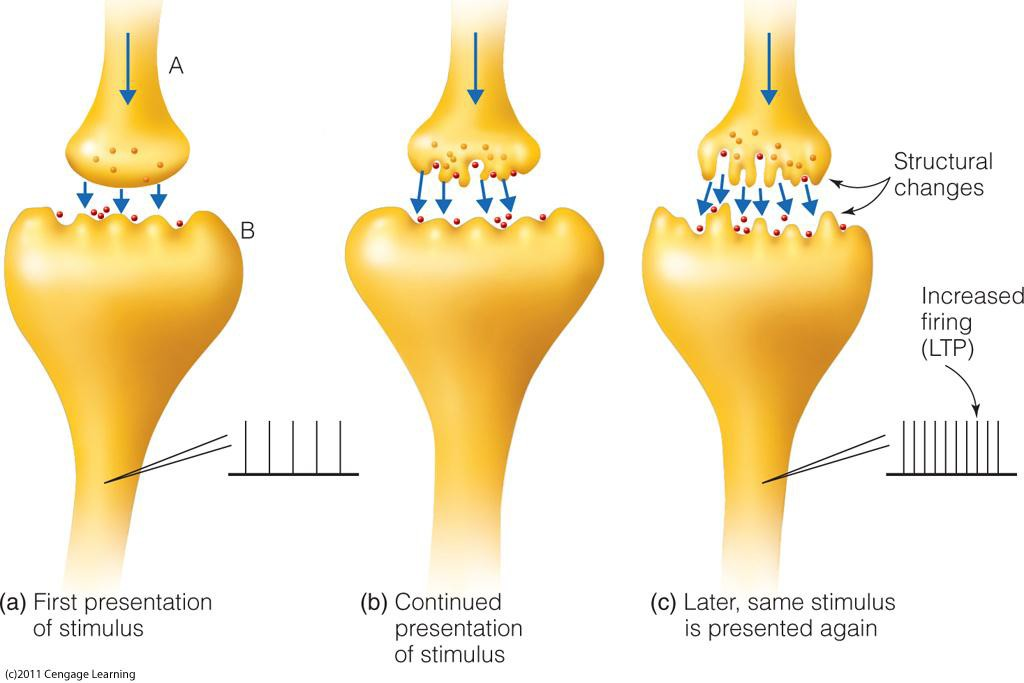 A
B
Structural
changes
Increased
firing
(LTP)
(a) First presentation
of stimulus
(b) Continued
presentation
of stimulus
(c) Later, same stimulus
is presented again
(c)2011 Cengage Learning